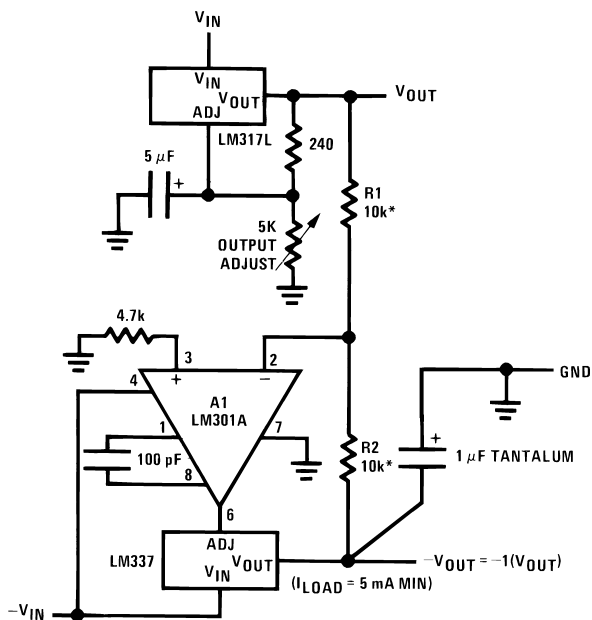 VIN
VIN
VOUT
ADJ
VOUT
LM317L
240
5 µF
+
R1
10k*
5K
OUTPUT
ADJUST
4.7k
3
2
4
+
−
GND
A1
LM301A
1
7
+
100 pF
R2
10k*
1 µF TANTALUM
8
6
ADJ
LM337
VOUT
−VOUT = −1(VOUT)
VIN
(ILOAD = 5 mA MIN)
−VIN